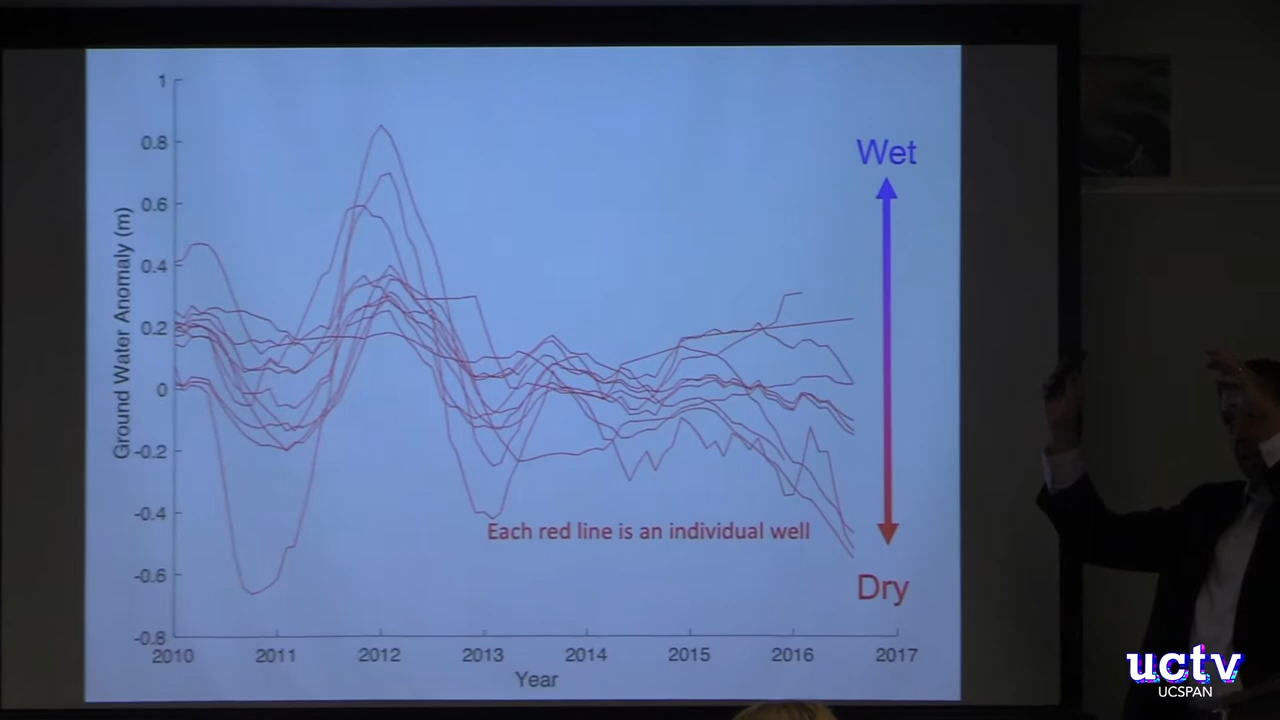 1
0.8
0.6
0.4
0.2
0
-0.2
-0.4
-0.6
-0.8
Ground Water Anomaly (m)
2010 2011 2012 2013 2014 2015 2016 2017
Year
Each red line is an individual well
Wet
Dry
uctv
UCSPAN